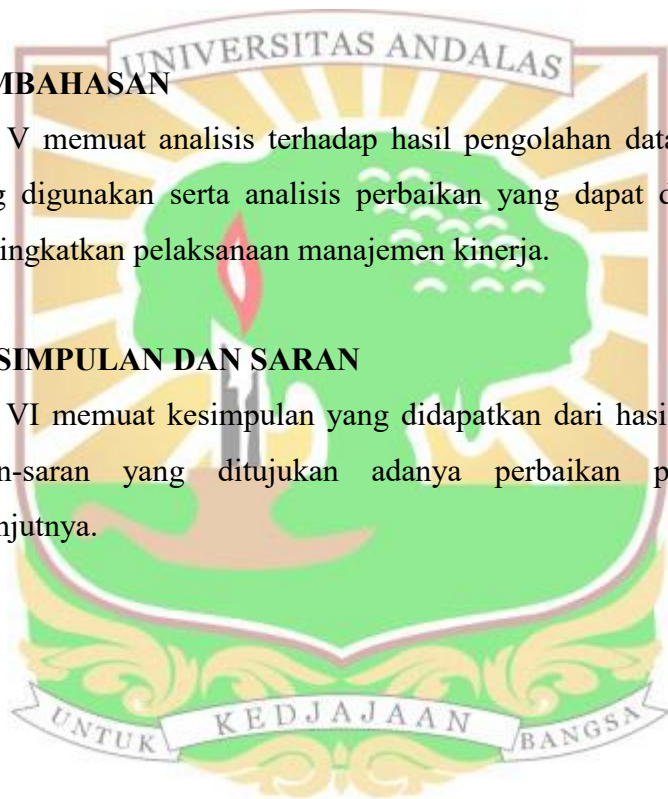 UNIVERSITAS ANDALAS
MBAHASAN
V memuat analisis terhadap hasil pengolahan data
g digunakan serta analisis perbaikan yang dapat d
ingkatkan pelaksanaan manajemen kinerja.
SIMPULAN DAN SARAN
VI memuat kesimpulan yang didapatkan dari hasi
n-saran yang ditujukan adanya perbaikan p
njutnya.
UNTUK KEDJAJAAN BANGSA